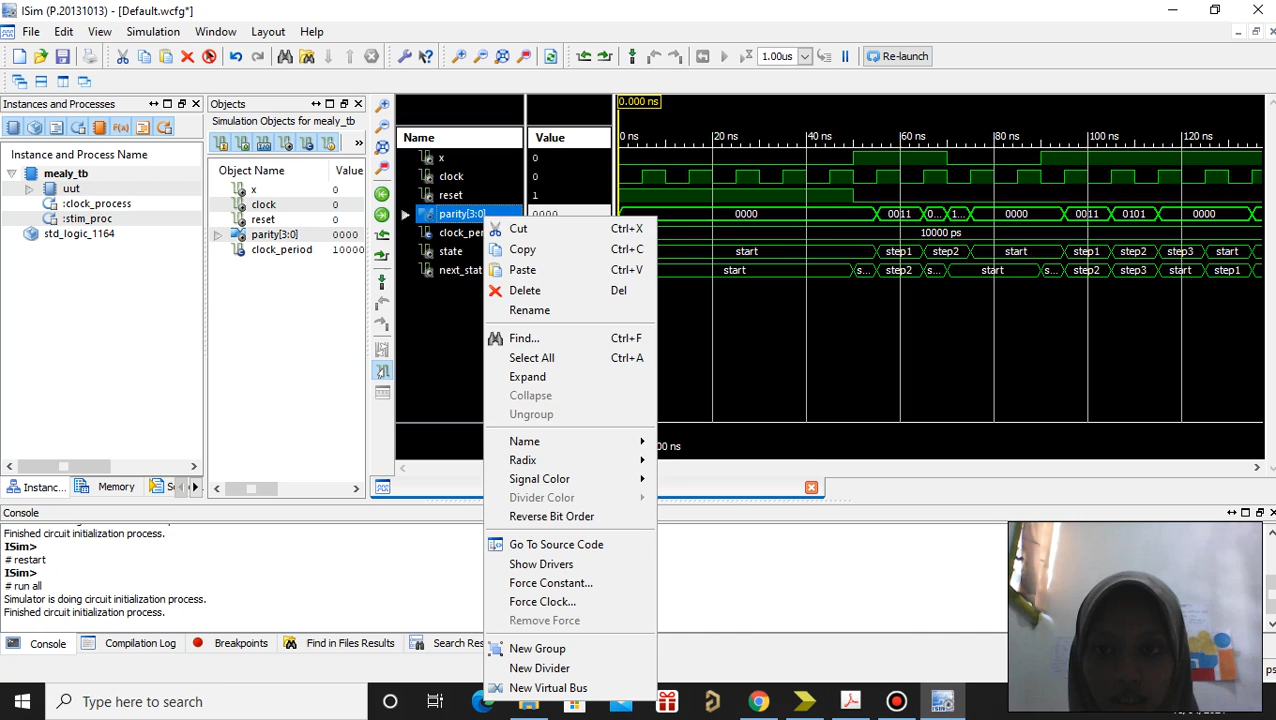 ISim (P.20131013) - [Default.wcfg*]
File Edit View Simulation Window Layout Help
1.00us Re-launch
Instances and Processes
Instance and Process Name
mealy_tb
uut
:clock_process
:stim_proc
std_logic_1164
Instanc... Memory
Objects
Simulation Objects for mealy_tb
Object Name Value
x 0
clock 0
reset 0
parity[3:0] 0000
clock_period 10000
Name Value
x 0
clock 0
reset 1
parity[3:0] 0000
clock_per
state
next_stat
0.000 ns
0 ns 20 ns 40 ns 60 ns 80 ns 100 ns 120 ns
0000 0011 0... 1... 0000 0011 0101 0000
10000 ps
start step1 step2 start step1 step2 step3 start
start s... step2 s... start s... step2 step3 start step1
00 ns
Cut Ctrl+X
Copy Ctrl+C
Paste Ctrl+V
Delete Del
Rename
Find... Ctrl+F
Select All Ctrl+A
Expand
Collapse
Ungroup
Name
Radix
Signal Color
Divider Color
Reverse Bit Order
Go To Source Code
Show Drivers
Force Constant...
Force Clock...
Remove Force
New Group
New Divider
New Virtual Bus
Console
Finished circuit initialization process.
ISim>
# restart
ISim>
# run all
Simulator is doing circuit initialization process.
Finished circuit initialization process.
Console Compilation Log Breakpoints Find in Files Results Search Res
Type here to search